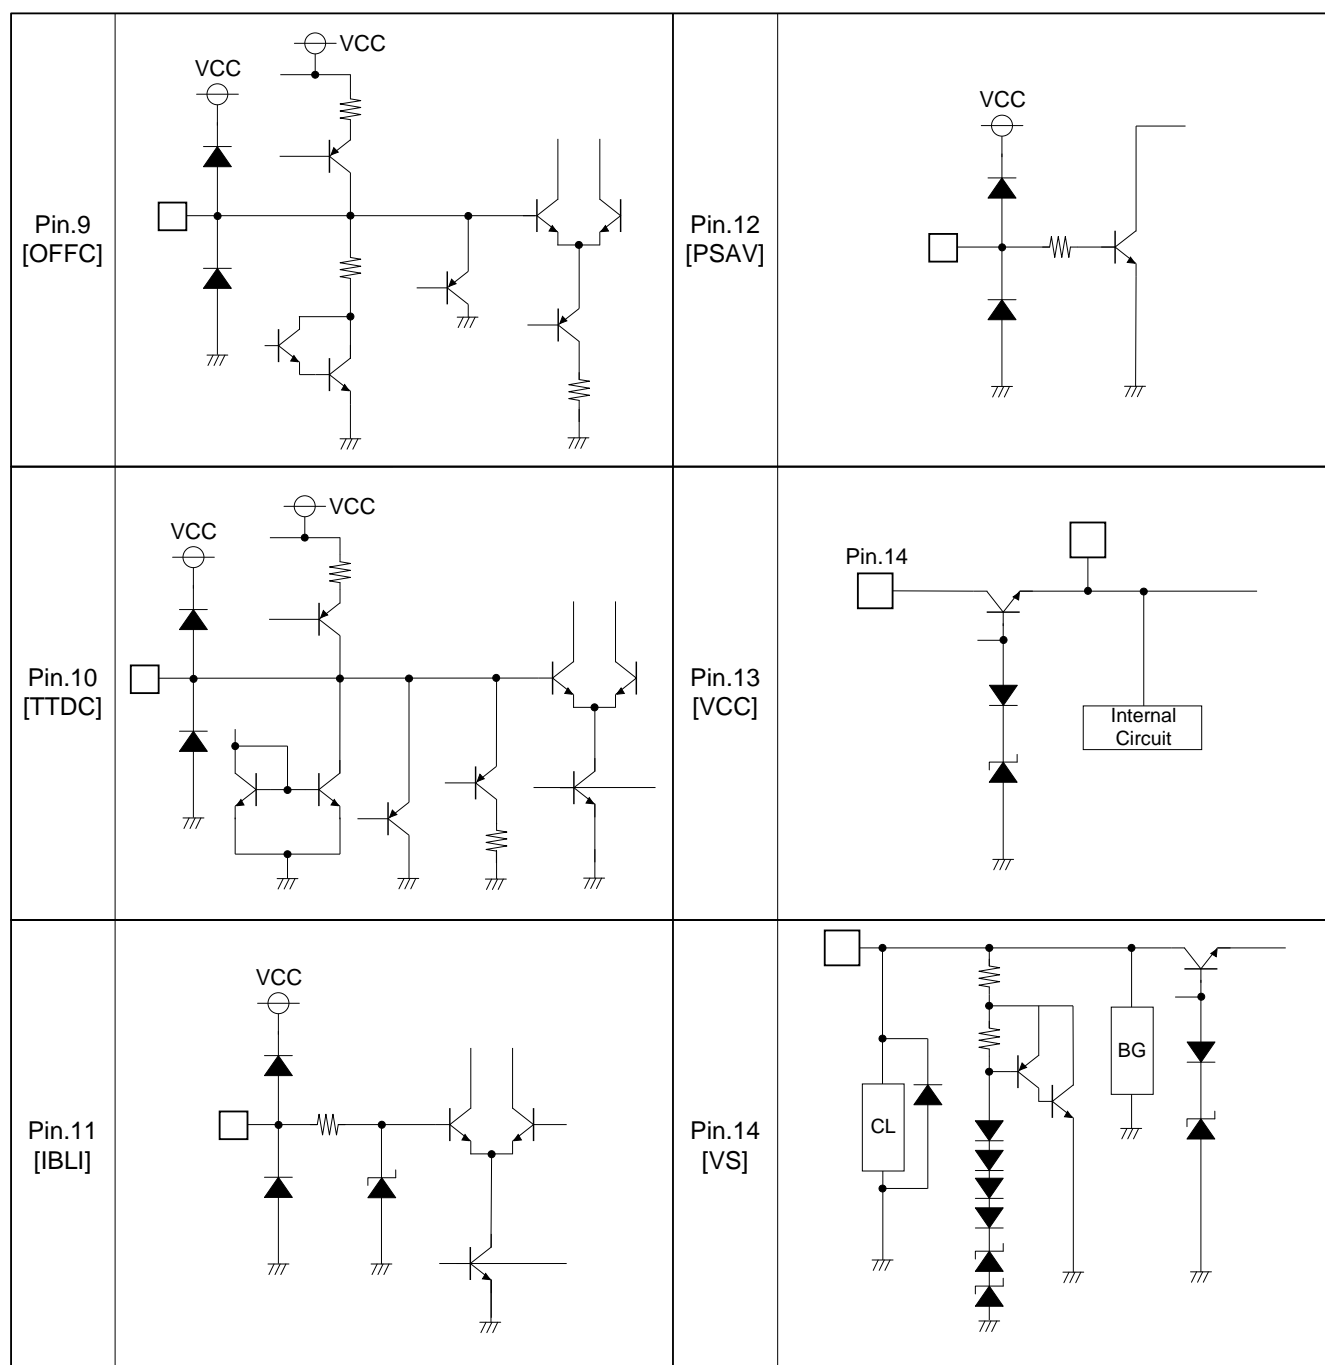 Pin.9
[OFFC]
VCC
VCC
Pin.12
[PSAV]
VCC
Pin.10
[TTDC]
VCC
VCC
Pin.13
[VCC]
Pin.14
Internal
Circuit
Pin.11
[IBLI]
VCC
Pin.14
[VS]
CL
BG